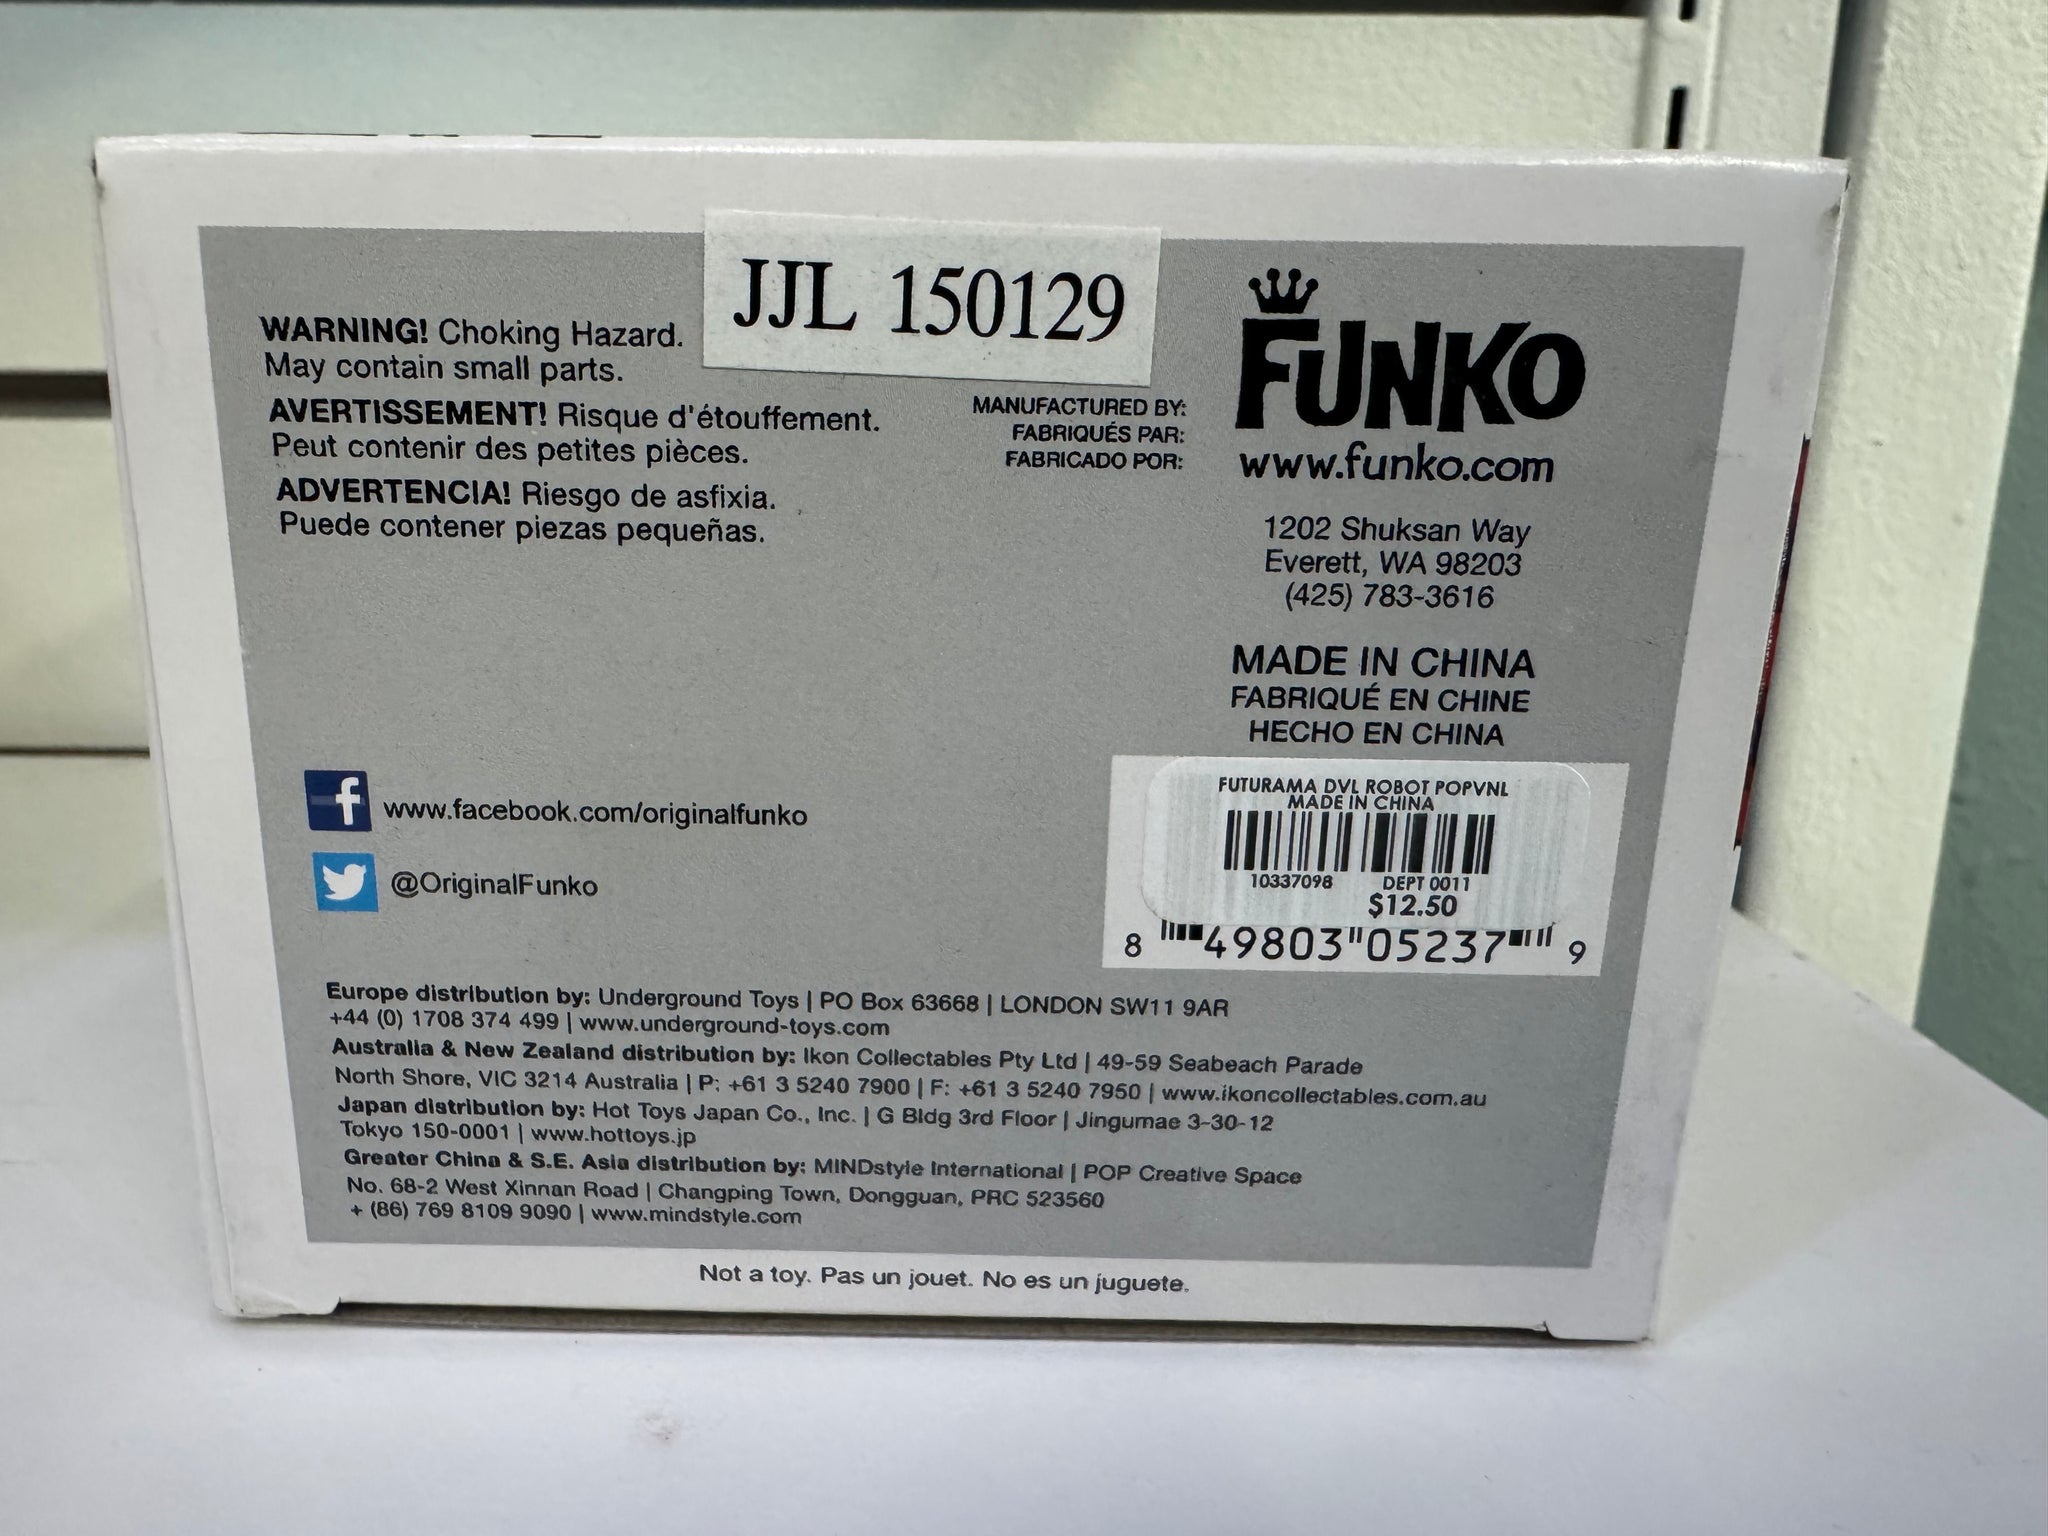 JJL 150129
WARNING! Choking Hazard.
May contain small parts.
AVERTISSEMENT! Risque d'étouffement.
Peut contenir des petites pièces.
ADVERTENCIA! Riesgo de asfixia.
Puede contener piezas pequeñas.
MANUFACTURED BY:
FABRIQUÉS PAR:
FABRICADO POR:
FUNKO
www.funko.com
1202 Shuksan Way
Everett, WA 98203
(425) 783-3616
MADE IN CHINA
FABRIQUÉ EN CHINE
HECHO EN CHINA
f www.facebook.com/originalfunko
@OriginalFunko
FUTURAMA DVL ROBOT POPVNL
MADE IN CHINA
10337098 DEPT 0011
$12.50
8 49803 05237 9
Europe distribution by: Underground Toys | PO Box 63668 | LONDON SW11 9AR
+44 (0) 1708 374 499 | www.underground-toys.com
Australia & New Zealand distribution by: Ikon Collectables Pty Ltd | 49-59 Seabeach Parade
North Shore, VIC 3214 Australia | P: +61 3 5240 7900 | F: +61 3 5240 7950 | www.ikoncollectables.com.au
Japan distribution by: Hot Toys Japan Co., Inc. | G Bldg 3rd Floor | Jingumae 3-30-12
Tokyo 150-0001 | www.hottoys.jp
Greater China & S.E. Asia distribution by: MINDstyle International | POP Creative Space
No. 68-2 West Xinnan Road | Changping Town, Dongguan, PRC 523560
+ (86) 769 8109 9090 | www.mindstyle.com
Not a toy. Pas un jouet. No es un juguete.